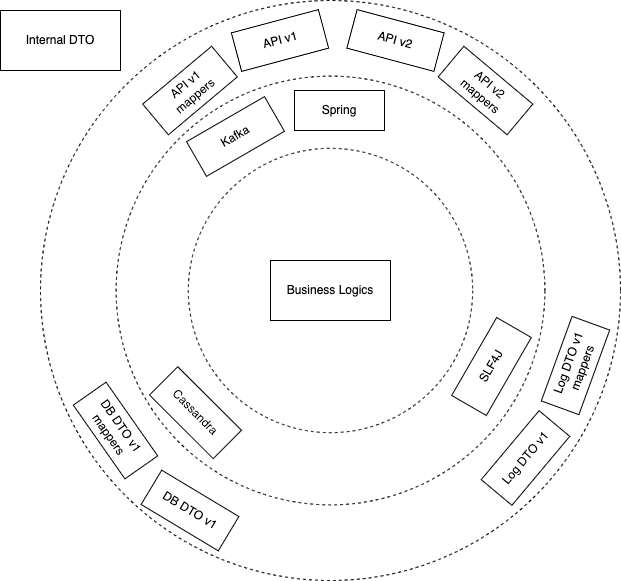 Internal DTO
API v1
API v2
API v1
mappers
API v2
mappers
Kafka
Spring
Business Logics
SLF4J
Log DTO v1
mappers
Cassandra
DB DTO v1
mappers
Log DTO v1
DB DTO v1